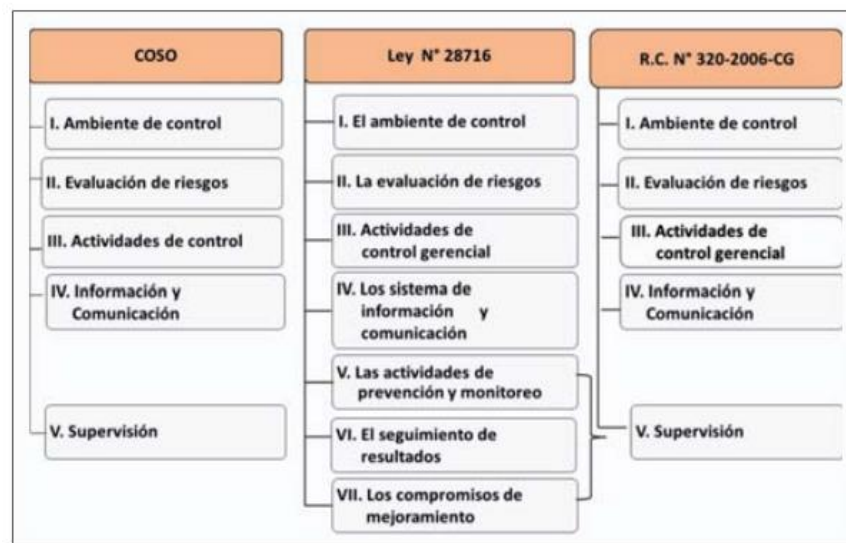 COSO
I. Ambiente de control
II. Evaluación de riesgos
III. Actividades de control
IV. Información y
Comunicación
V. Supervisión
Ley N° 28716
I. El ambiente de control
II. La evaluación de riesgos
III. Actividades de
control gerencial
IV. Los sistema de
información y
comunicación
V. Las actividades de
prevención y monitoreo
VI. El seguimiento de
resultados
VII. Los compromisos de
mejoramiento
R.C. N° 320-2006-CG
I. Ambiente de control
II. Evaluación de riesgos
III. Actividades de
control gerencial
IV. Información y
Comunicación
V. Supervisión